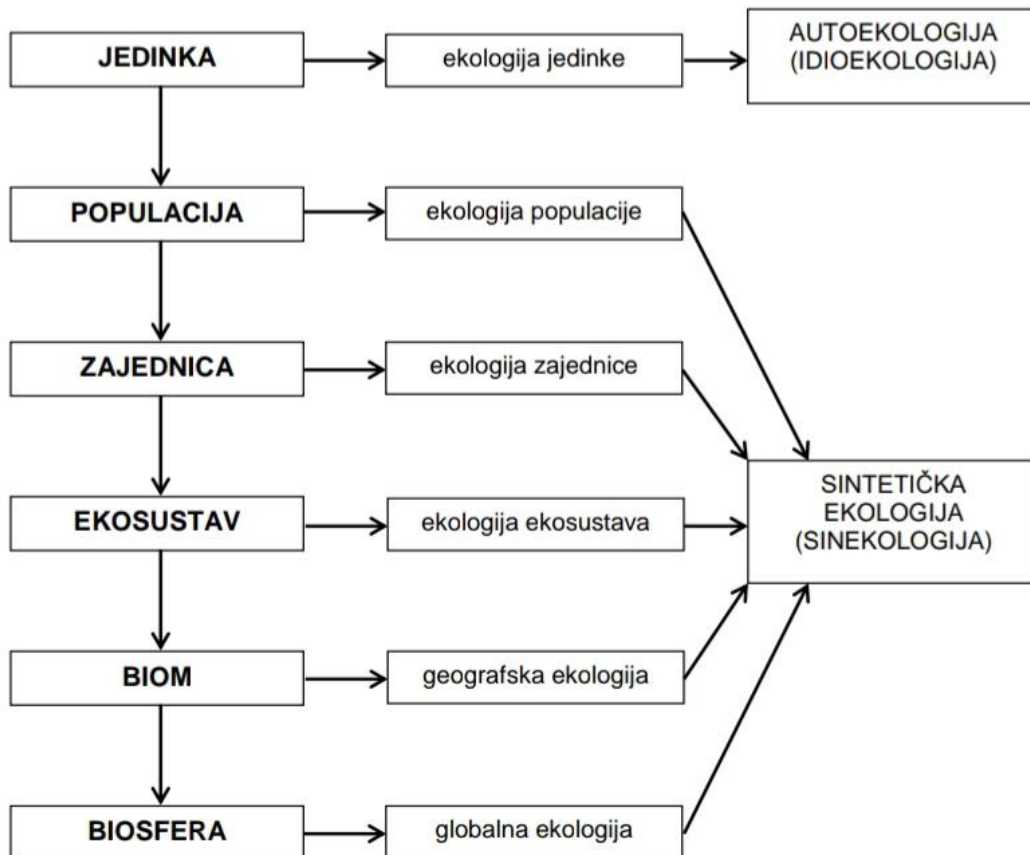 JEDINKA
ekologija jedinke
AUTOEKOLOGIJA
(IDIOEKOLOGIJA)
POPULACIJA
ekologija populacije
ZAJEDNICA
ekologija zajednice
EKOSUSTAV
ekologija ekosustava
SINTETIČKA
EKOLOGIJA
(SINEKOLOGIJA)
BIOM
geografska ekologija
BIOSFERA
globalna ekologija